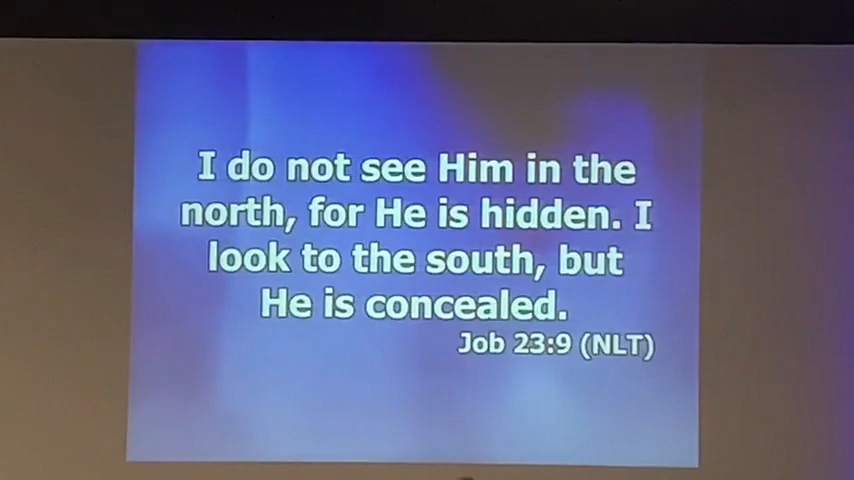 I do not see Him in the
north, for He is hidden. I
look to the south, but
He is concealed.
Job 23:9 (NLT)